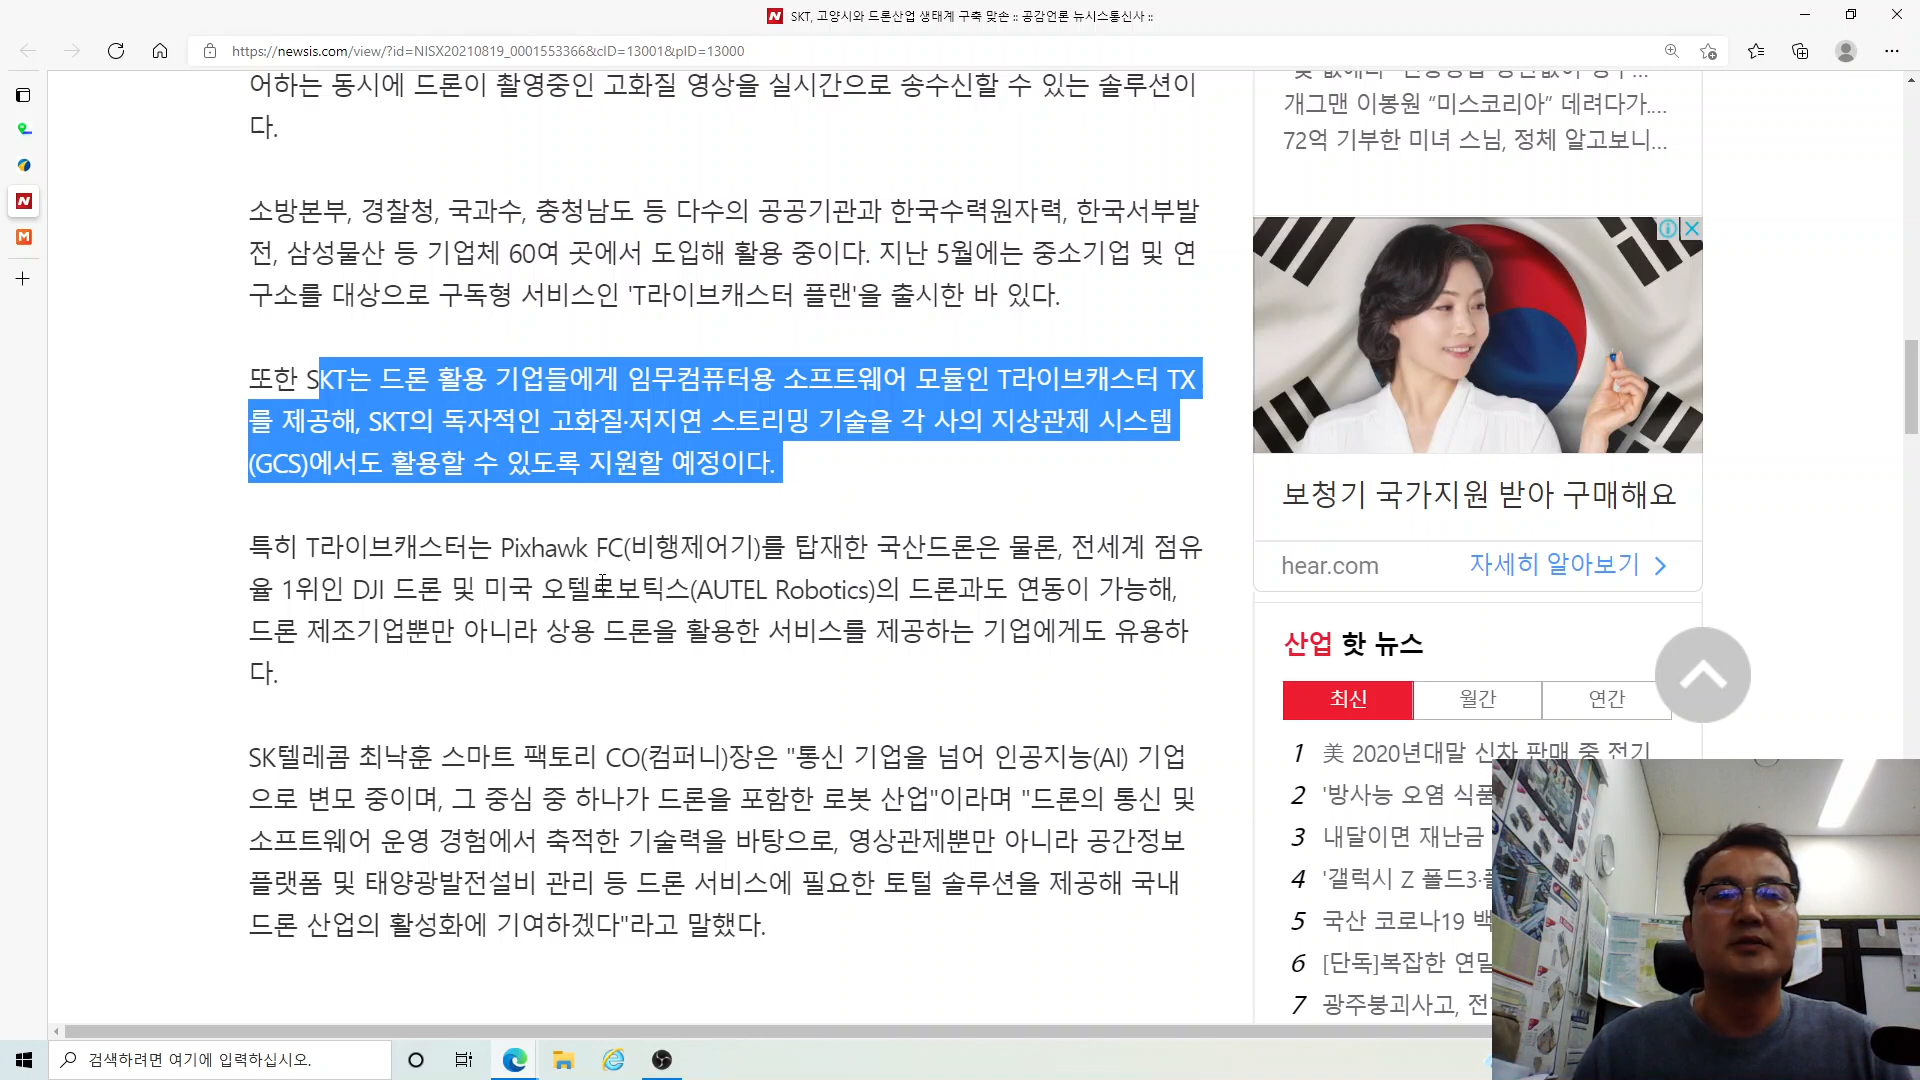 SKT, 고양시와 드론산업 생태계 구축 맞손 :: 공감언론 뉴시스통신사 ::
https://newsis.com/view/?id=NISX20210819_0001553366&cID=13001&pID=13000
어하는 동시에 드론이 촬영중인 고화질 영상을 실시간으로 송수신할 수 있는 솔루션이
다.
소방본부, 경찰청, 국과수, 충청남도 등 다수의 공공기관과 한국수력원자력, 한국서부발
전, 삼성물산 등 기업체 60여 곳에서 도입해 활용 중이다. 지난 5월에는 중소기업 및 연
구소를 대상으로 구독형 서비스인 'T라이브캐스터 플랜'을 출시한 바 있다.
또한 SKT는 드론 활용 기업들에게 임무컴퓨터용 소프트웨어 모듈인 T라이브캐스터 TX
를 제공해, SKT의 독자적인 고화질·저지연 스트리밍 기술을 각 사의 지상관제 시스템
(GCS)에서도 활용할 수 있도록 지원할 예정이다.
특히 T라이브캐스터는 Pixhawk FC(비행제어기)를 탑재한 국산드론은 물론, 전세계 점유
율 1위인 DJI 드론 및 미국 오텔로보틱스(AUTEL Robotics)의 드론과도 연동이 가능해,
드론 제조기업뿐만 아니라 상용 드론을 활용한 서비스를 제공하는 기업에게도 유용하
다.
SK텔레콤 최낙훈 스마트 팩토리 CO(컴퍼니)장은 "통신 기업을 넘어 인공지능(AI) 기업
으로 변모 중이며, 그 중심 중 하나가 드론을 포함한 로봇 산업"이라며 "드론의 통신 및
소프트웨어 운영 경험에서 축적한 기술력을 바탕으로, 영상관제뿐만 아니라 공간정보
플랫폼 및 태양광발전설비 관리 등 드론 서비스에 필요한 토털 솔루션을 제공해 국내
드론 산업의 활성화에 기여하겠다"라고 말했다.
개그맨 이봉원 “미스코리아” 데려다가....
72억 기부한 미녀 스님, 정체 알고보니...
보청기 국가지원 받아 구매해요
hear.com 자세히 알아보기
산업 핫 뉴스
최신 월간 연간
1 美 2020년대말 신차 판매 중 전기
2 '방사능 오염 식품
3 내달이면 재난금
4 '갤럭시 Z 폴드3·
5 국산 코로나19 백
6 [단독]복잡한 연말
7 광주붕괴사고, 전
검색하려면 여기에 입력하십시오.